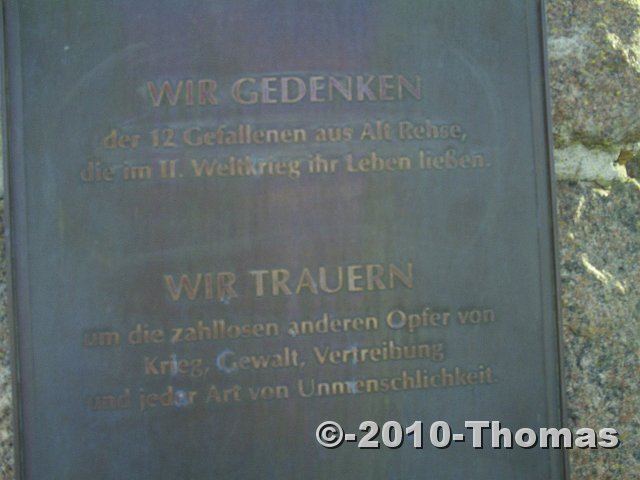 WIR GEDENKEN
der 12 Gefallenen aus Alt Rehse,
die im II. Weltkrieg ihr Leben ließen.
WIR TRAUERN
um die zahllosen anderen Opfer von
Krieg, Gewalt, Vertreibung
und jeder Art von Unmenschlichkeit.
©-2010-Thomas